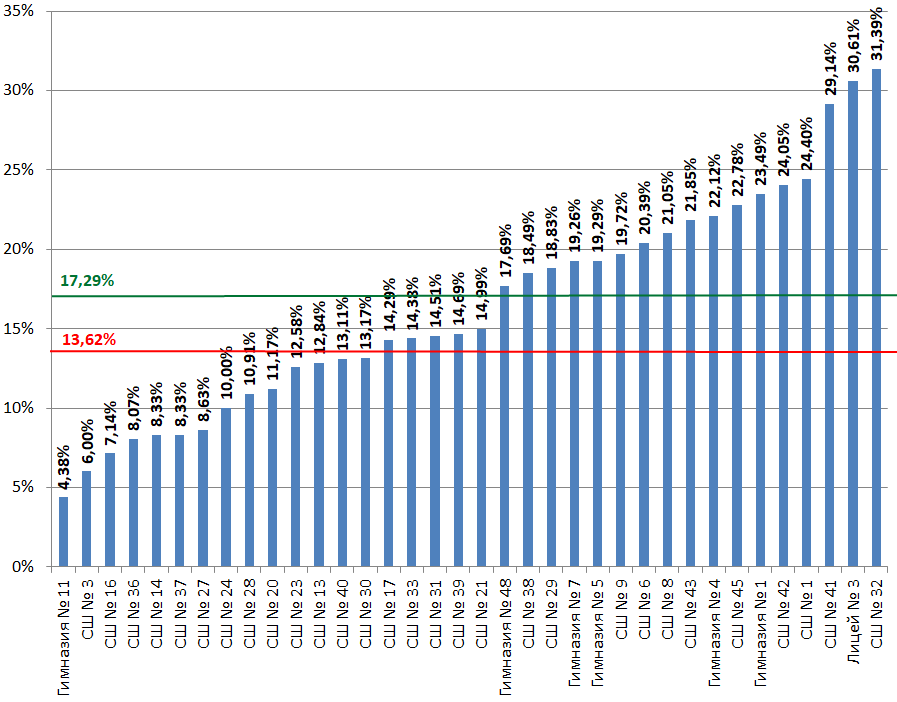 35%
30%
25%
20%
15%
10%
5%
0%
17,29%
13,62%
4,38%
6,00%
7,14%
8,07%
8,33%
8,33%
8,63%
10,00%
10,91%
11,17%
12,58%
12,84%
13,11%
13,17%
14,29%
14,38%
14,51%
14,69%
14,99%
17,69%
18,49%
18,83%
19,26%
19,29%
19,72%
20,39%
21,05%
21,85%
22,12%
22,78%
23,49%
24,05%
24,40%
29,14%
30,61%
31,39%
Гимназия № 11
СШ № 3
СШ № 16
СШ № 36
СШ № 14
СШ № 37
СШ № 27
СШ № 24
СШ № 28
СШ № 20
СШ № 23
СШ № 13
СШ № 40
СШ № 30
СШ № 17
СШ № 33
СШ № 31
СШ № 39
СШ № 21
Гимназия № 48
СШ № 38
СШ № 29
Гимназия № 7
Гимназия № 5
СШ № 9
СШ № 6
СШ № 8
СШ № 43
Гимназия № 4
СШ № 45
Гимназия № 1
СШ № 42
СШ № 1
СШ № 41
Лицей № 3
СШ № 32